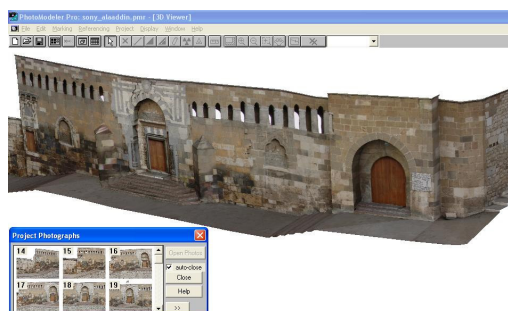 PhotoModeler Pro: sony_alaaddin.pmr - [3D Viewer]
File Edit Marking Referencing Project Display Window Help
Project Photographs
14 15 16
Open Photos
auto-close
Close
17 18 19
Help
>>